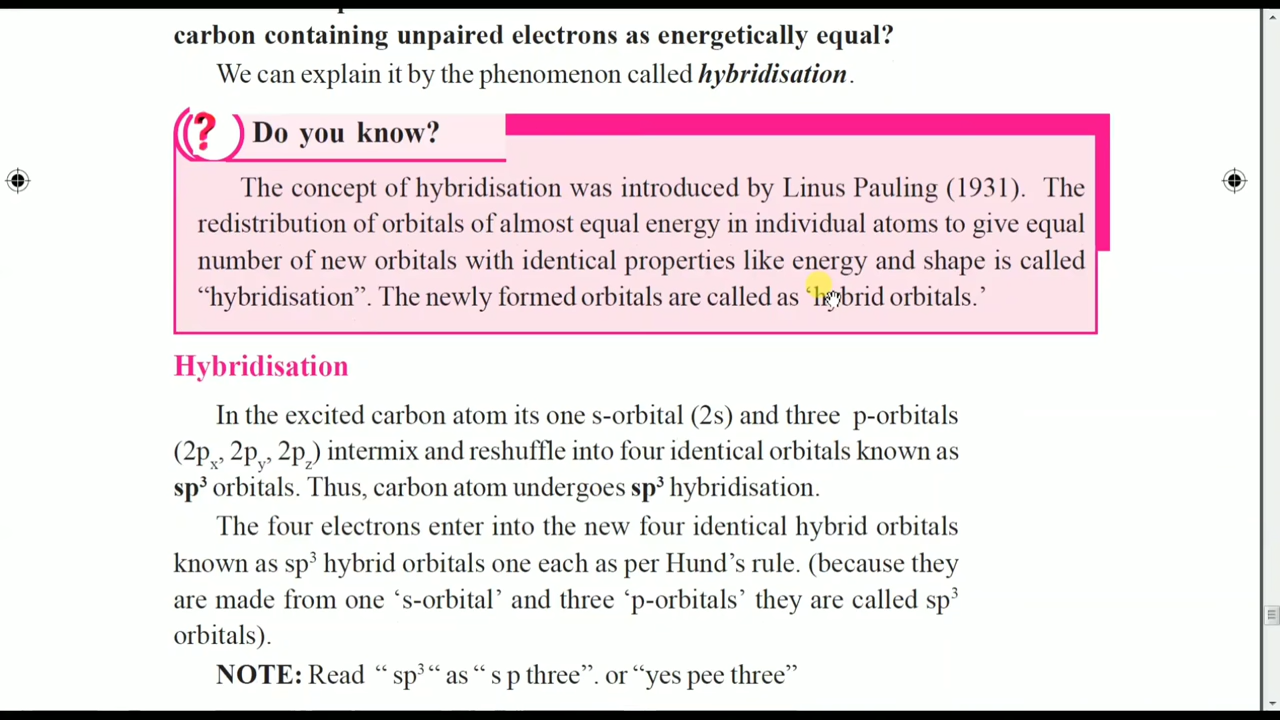 carbon containing unpaired electrons as energetically equal?
We can explain it by the phenomenon called hybridisation.
? Do you know?
The concept of hybridisation was introduced by Linus Pauling (1931). The
redistribution of orbitals of almost equal energy in individual atoms to give equal
number of new orbitals with identical properties like energy and shape is called
“hybridisation”. The newly formed orbitals are called as ‘hybrid orbitals.’
Hybridisation
In the excited carbon atom its one s-orbital (2s) and three p-orbitals
(2pₓ, 2p_y, 2p_z) intermix and reshuffle into four identical orbitals known as
sp³ orbitals. Thus, carbon atom undergoes sp³ hybridisation.
The four electrons enter into the new four identical hybrid orbitals
known as sp³ hybrid orbitals one each as per Hund’s rule. (because they
are made from one ‘s-orbital’ and three ‘p-orbitals’ they are called sp³
orbitals).
NOTE: Read “ sp³“ as “ s p three”. or “yes pee three”